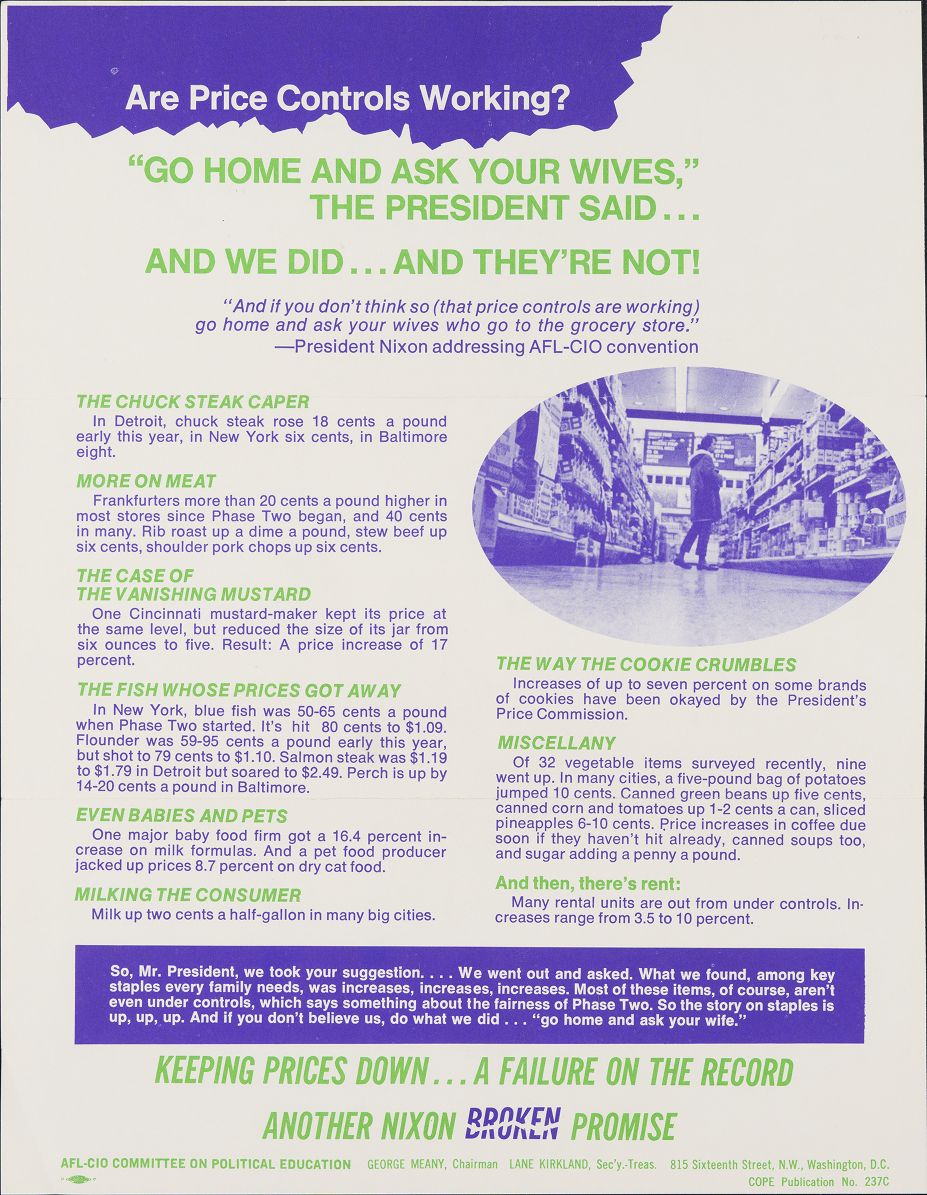 Are Price Controls Working?
“GO HOME AND ASK YOUR WIVES,”
THE PRESIDENT SAID...
AND WE DID...AND THEY’RE NOT!
“And if you don’t think so (that price controls are working)
go home and ask your wives who go to the grocery store.”
—President Nixon addressing AFL-CIO convention
THE CHUCK STEAK CAPER
In Detroit, chuck steak rose 18 cents a pound
early this year, in New York six cents, in Baltimore
eight.
MORE ON MEAT
Frankfurters more than 20 cents a pound higher in
most stores since Phase Two began, and 40 cents
in many. Rib roast up a dime a pound, stew beef up
six cents, shoulder pork chops up six cents.
THE CASE OF
THE VANISHING MUSTARD
One Cincinnati mustard-maker kept its price at
the same level, but reduced the size of its jar from
six ounces to five. Result: A price increase of 17
percent.
THE FISH WHOSE PRICES GOT AWAY
In New York, blue fish was 50-65 cents a pound
when Phase Two started. It’s hit 80 cents to $1.09.
Flounder was 59-95 cents a pound early this year,
but shot to 79 cents to $1.10. Salmon steak was $1.19
to $1.79 in Detroit but soared to $2.49. Perch is up by
14-20 cents a pound in Baltimore.
EVEN BABIES AND PETS
One major baby food firm got a 16.4 percent in-
crease on milk formulas. And a pet food producer
jacked up prices 8.7 percent on dry cat food.
MILKING THE CONSUMER
Milk up two cents a half-gallon in many big cities.
THE WAY THE COOKIE CRUMBLES
Increases of up to seven percent on some brands
of cookies have been okayed by the President’s
Price Commission.
MISCELLANY
Of 32 vegetable items surveyed recently, nine
went up. In many cities, a five-pound bag of potatoes
jumped 10 cents. Canned green beans up five cents,
canned corn and tomatoes up 1-2 cents a can, sliced
pineapples 6-10 cents. Price increases in coffee due
soon if they haven’t hit already, canned soups too,
and sugar adding a penny a pound.
And then, there’s rent:
Many rental units are out from under controls. In-
creases range from 3.5 to 10 percent.
So, Mr. President, we took your suggestion. . . . We went out and asked. What we found, among key
staples every family needs, was increases, increases, increases. Most of these items, of course, aren’t
even under controls, which says something about the fairness of Phase Two. So the story on staples is
up, up, up. And if you don’t believe us, do what we did . . . “go home and ask your wife.”
KEEPING PRICES DOWN...A FAILURE ON THE RECORD
ANOTHER NIXON BROKEN PROMISE
AFL-CIO COMMITTEE ON POLITICAL EDUCATION GEORGE MEANY, Chairman LANE KIRKLAND, Sec’y.-Treas. 815 Sixteenth Street, N.W., Washington, D.C.
COPE Publication No. 237C